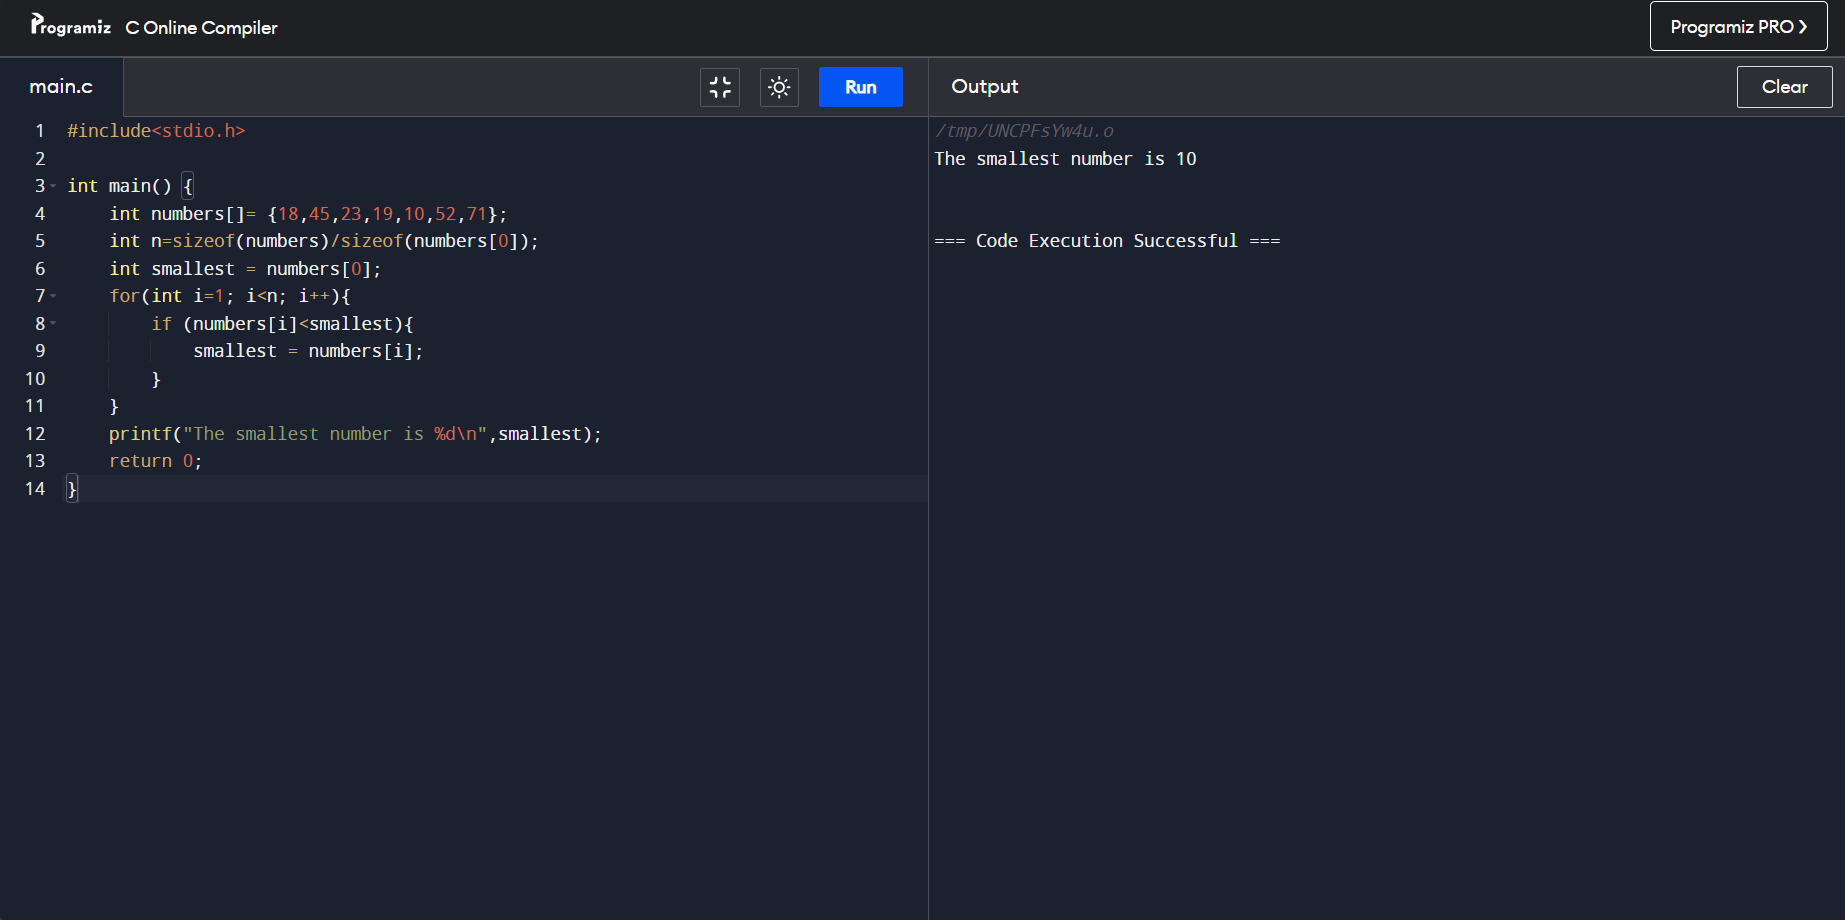 Programiz C Online Compiler
Programiz PRO ❯
main.c
Run
Output
Clear
1 #include<stdio.h>
2
3 int main() {
4     int numbers[]= {18,45,23,19,10,52,71};
5     int n=sizeof(numbers)/sizeof(numbers[0]);
6     int smallest = numbers[0];
7     for(int i=1; i<n; i++){
8         if (numbers[i]<smallest){
9             smallest = numbers[i];
10         }
11     }
12     printf("The smallest number is %d\n",smallest);
13     return 0;
14 }
/tmp/UNCPFsYw4u.o
The smallest number is 10
=== Code Execution Successful ===